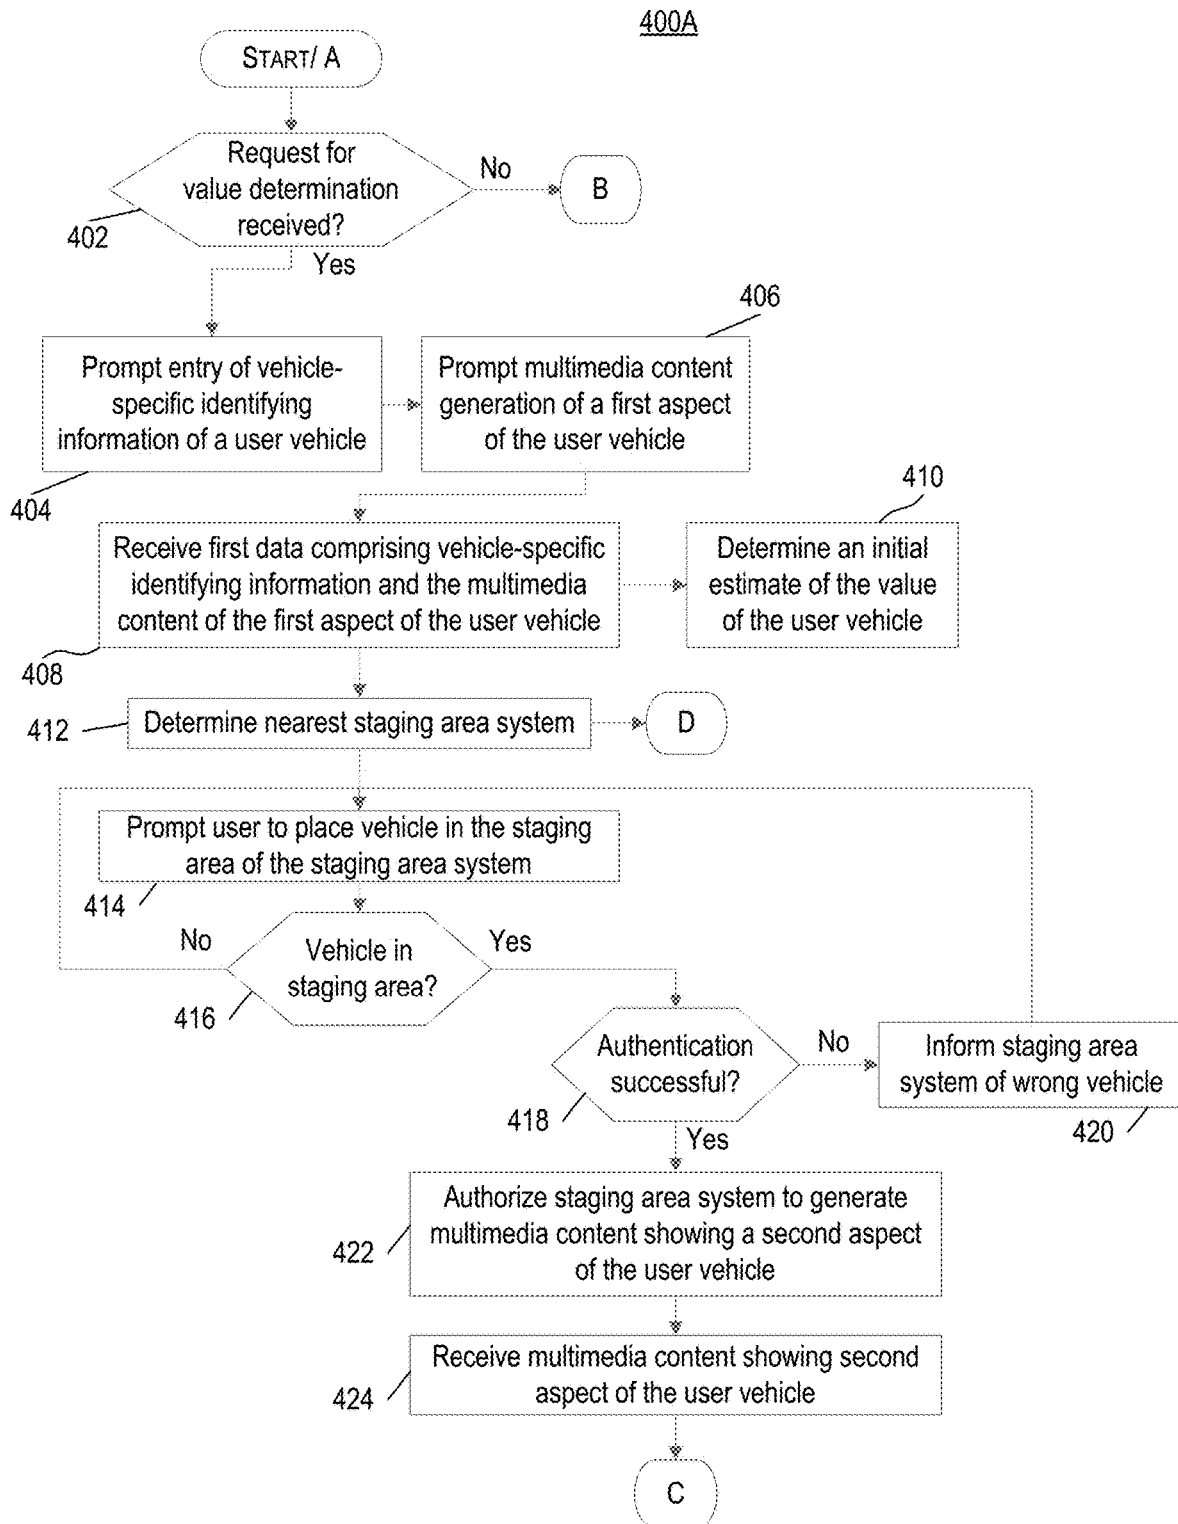 400A
START/ A
Request for
value determination
received?
No
B
402
Yes
406
Prompt entry of vehicle-
specific identifying
information of a user vehicle
Prompt multimedia content
generation of a first aspect
of the user vehicle
404
410
Receive first data comprising vehicle-specific
identifying information and the multimedia
content of the first aspect of the user vehicle
Determine an initial
estimate of the value
of the user vehicle
408
412
Determine nearest staging area system
D
Prompt user to place vehicle in the staging
area of the staging area system
414
No
Vehicle in
staging area?
Yes
416
Authentication
successful?
No
Inform staging area
system of wrong vehicle
418
420
Yes
Authorize staging area system to generate
multimedia content showing a second aspect
of the user vehicle
422
Receive multimedia content showing second
aspect of the user vehicle
424
C